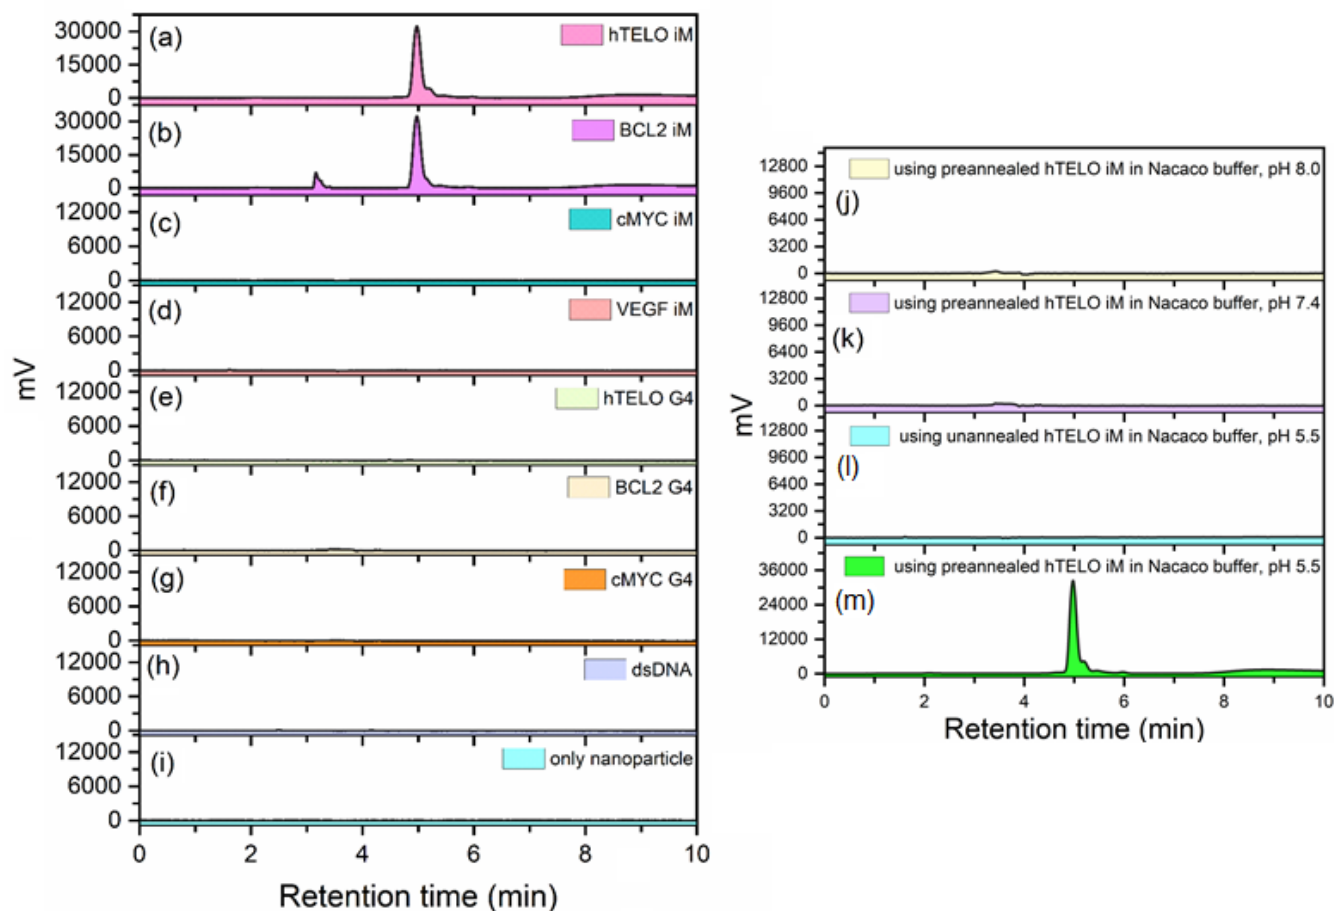 (a)
hTELO iM
30000
15000
0
(b)
BCL2 iM
30000
15000
0
(c)
cMYC iM
12000
6000
0
(d)
VEGF iM
12000
6000
0
(e)
hTELO G4
12000
6000
0
(f)
BCL2 G4
12000
6000
0
(g)
cMYC G4
12000
6000
0
(h)
dsDNA
12000
6000
0
(i)
only nanoparticle
12000
6000
0
0 2 4 6 8 10
mV
Retention time (min)
using preannealed hTELO iM in Nacaco buffer, pH 8.0
(j)
12800
9600
6400
3200
0
using preannealed hTELO iM in Nacaco buffer, pH 7.4
(k)
12800
9600
6400
3200
0
using unannealed hTELO iM in Nacaco buffer, pH 5.5
(l)
12800
9600
6400
3200
0
using preannealed hTELO iM in Nacaco buffer, pH 5.5
(m)
36000
24000
12000
0
0 2 4 6 8 10
mV
Retention time (min)